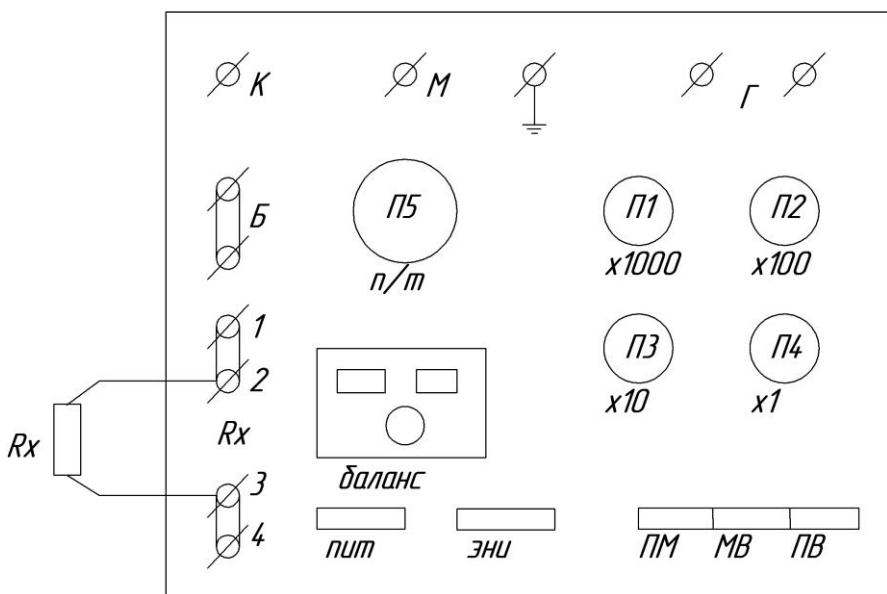 К М Г
Б
П5
n/m
П1 П2
х1000 х100
1
2
П3 П4
х10 х1
Rx
Rx
баланс
3
4
пит эни ПМ МВ ПВ